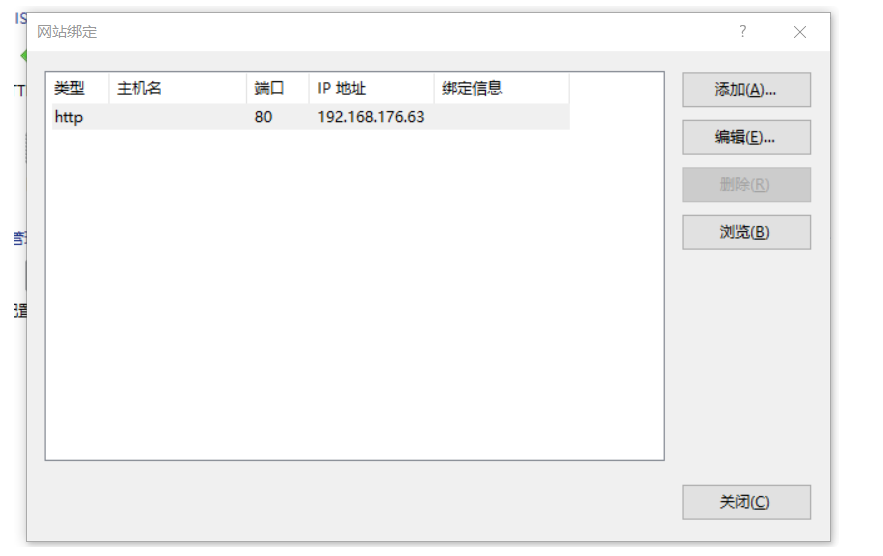 IS
网站绑定
?
类型 主机名 端口 IP 地址 绑定信息
http 80 192.168.176.63
添加(A)...
编辑(E)...
删除(R)
浏览(B)
关闭(C)